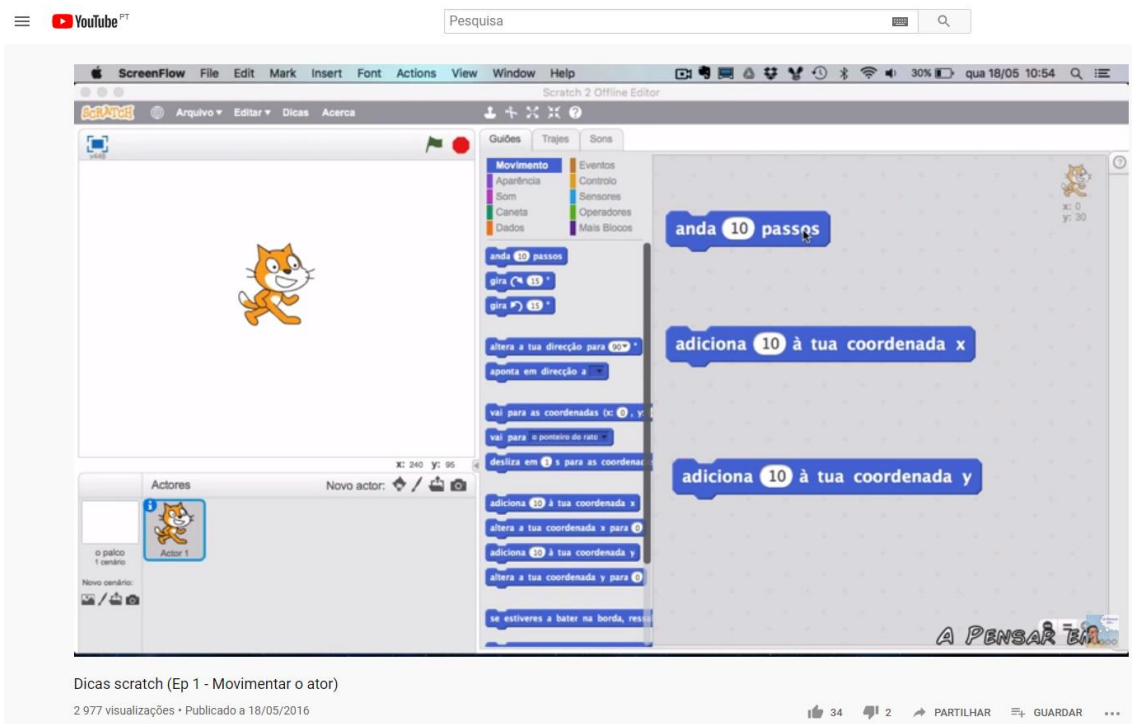 YouTube PT
Pesquisa
ScreenFlow File Edit Mark Insert Font Actions View Window Help 30% qua 18/05 10:54
Scratch 2 Offline Editor
SCRATCH Arquivo Editar Dicas Acerca
v448
Guiões Trajes Sons
Movimento Eventos
Aparência Controlo
Som Sensores
Caneta Operadores
Dados Mais Blocos
x: 0
y: 30
anda 10 passos
gira 15 °
gira 15 °
altera a tua direcção para 90 °
aponta em direcção a
vai para as coordenadas (x: 0, y:
vai para o ponteiro do rato
desliza em 1 s para as coordenad
adiciona 10 à tua coordenada x
altera a tua coordenada x para 0
adiciona 10 à tua coordenada y
altera a tua coordenada y para 0
se estiveres a bater na borda, ress
anda 10 passos
adiciona 10 à tua coordenada x
adiciona 10 à tua coordenada y
x: 240 y: 95
Actores Novo actor:
o palco
1 cenário
Novo cenário:
Actor 1
A PENSAR EM
Dicas scratch (Ep 1 - Movimentar o ator)
2 977 visualizações • Publicado a 18/05/2016
34 2 PARTILHAR GUARDAR